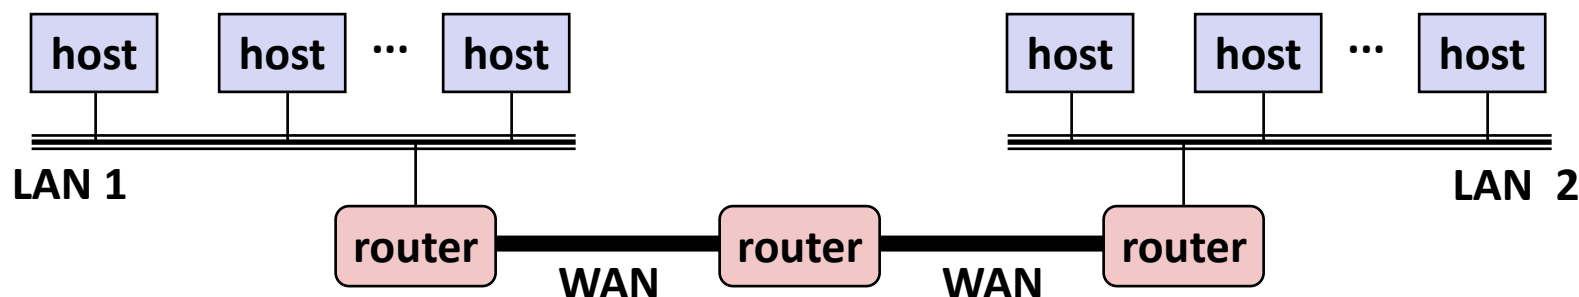 host host ... host host host ... host
LAN 1 LAN 2
router router router
WAN WAN